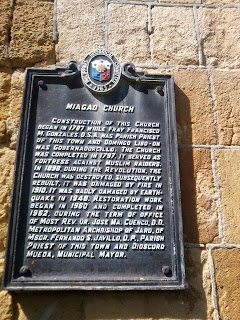 MIAGAO CHURCH
CONSTRUCTION OF THIS CHURCH
BEGAN IN 1787 WHILE FRAY FRANCISCO
M. GONZALES O.S.A. WAS PARISH PRIEST
OF THIS TOWN AND DOMINGO LIBO-ON
WAS GOBERNADORCILLO. THE CHURCH
WAS COMPLETED IN 1797. IT SERVED AS
FORTRESS AGAINST MUSLIM RAIDERS.
IN 1898, DURING THE REVOLUTION, THE
CHURCH WAS DESTROYED. SUBSEQUENTLY
REBUILT, IT WAS DAMAGED BY FIRE IN
1910. IT WAS BADLY DAMAGED BY EARTH-
QUAKE IN 1948. RESTORATION WORK
BEGAN IN 1960 AND COMPLETED IN
1962, DURING THE TERM OF OFFICE
OF MOST REV. UR. JOSE MA. CUENCO, D.D.
METROPOLITAN ARCHBISHOP OF JARO, OF
MSGR. FERNANDO S. JAVILLO, D.P., PARISH
PRIEST OF THIS TOWN AND DIOSCORO
MUEDA, MUNICIPAL MAYOR.